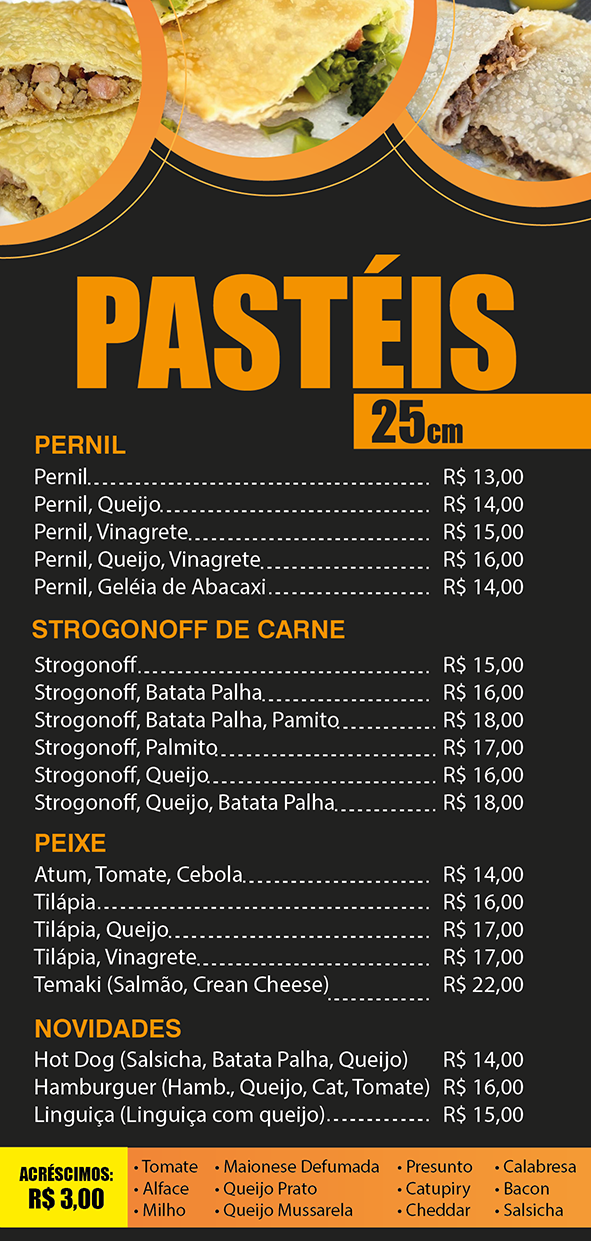 PASTÉIS
25cm
PERNIL
Pernil R$ 13,00
Pernil, Queijo R$ 14,00
Pernil, Vinagrete R$ 15,00
Pernil, Queijo, Vinagrete R$ 16,00
Pernil, Geléia de Abacaxi R$ 14,00
STROGONOFF DE CARNE
Strogonoff R$ 15,00
Strogonoff, Batata Palha R$ 16,00
Strogonoff, Batata Palha, Pamito R$ 18,00
Strogonoff, Palmito R$ 17,00
Strogonoff, Queijo R$ 16,00
Strogonoff, Queijo, Batata Palha R$ 18,00
PEIXE
Atum, Tomate, Cebola R$ 14,00
Tilápia R$ 16,00
Tilápia, Queijo R$ 17,00
Tilápia, Vinagrete R$ 17,00
Temaki (Salmão, Crean Cheese) R$ 22,00
NOVIDADES
Hot Dog (Salsicha, Batata Palha, Queijo) R$ 14,00
Hamburguer (Hamb., Queijo, Cat, Tomate) R$ 16,00
Linguiça (Linguiça com queijo) R$ 15,00
ACRÉSCIMOS:
R$ 3,00
• Tomate • Maionese Defumada • Presunto • Calabresa
• Alface • Queijo Prato • Catupiry • Bacon
• Milho • Queijo Mussarela • Cheddar • Salsicha